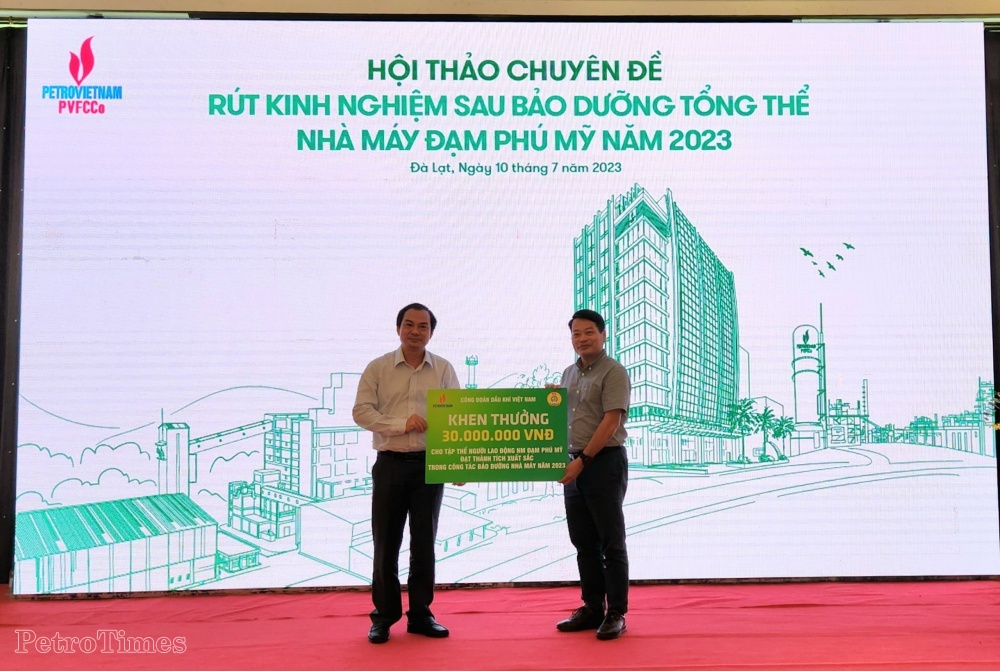 PETROVIETNAM
PVFCCo
HỘI THẢO CHUYÊN ĐỀ
RÚT KINH NGHIỆM SAU BẢO DƯỠNG TỔNG THỂ
NHÀ MÁY ĐẠM PHÚ MỸ NĂM 2023
Đà Lạt, Ngày 10 tháng 7 năm 2023
PETROVIETNAM
PVFCCo
PETROVIETNAM
CÔNG ĐOÀN DẦU KHÍ VIỆT NAM
KHEN THƯỞNG
30.000.000 VNĐ
CHO TẬP THỂ NGƯỜI LAO ĐỘNG NM ĐẠM PHÚ MỸ
ĐẠT THÀNH TÍCH XUẤT SẮC
TRONG CÔNG TÁC BẢO DƯỠNG NHÀ MÁY NĂM 2023
PetroTimes